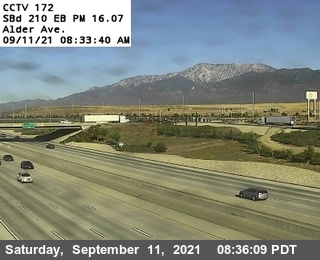 CCTV 172
SBd 210 EB PM 16.07
Alder Ave.
09/11/21 08:33:40 AM
Saturday, September 11, 2021 08:36:09 PDT